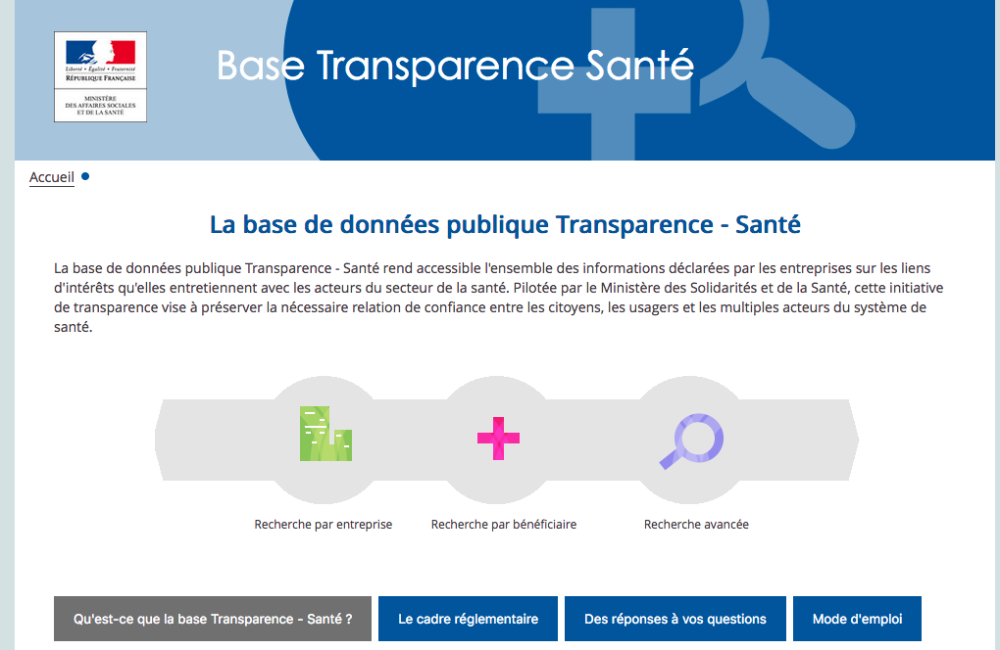 Liberté • Égalité • Fraternité
RÉPUBLIQUE FRANÇAISE
MINISTÈRE
DES AFFAIRES SOCIALES
ET DE LA SANTÉ
Base Transparence Santé
Accueil
La base de données publique Transparence - Santé
La base de données publique Transparence - Santé rend accessible l'ensemble des informations déclarées par les entreprises sur les liens
d'intérêts qu'elles entretiennent avec les acteurs du secteur de la santé. Pilotée par le Ministère des Solidarités et de la Santé, cette initiative
de transparence vise à préserver la nécessaire relation de confiance entre les citoyens, les usagers et les multiples acteurs du système de
santé.
Recherche par entreprise
Recherche par bénéficiaire
Recherche avancée
Qu'est-ce que la base Transparence - Santé ?
Le cadre réglementaire
Des réponses à vos questions
Mode d'emploi